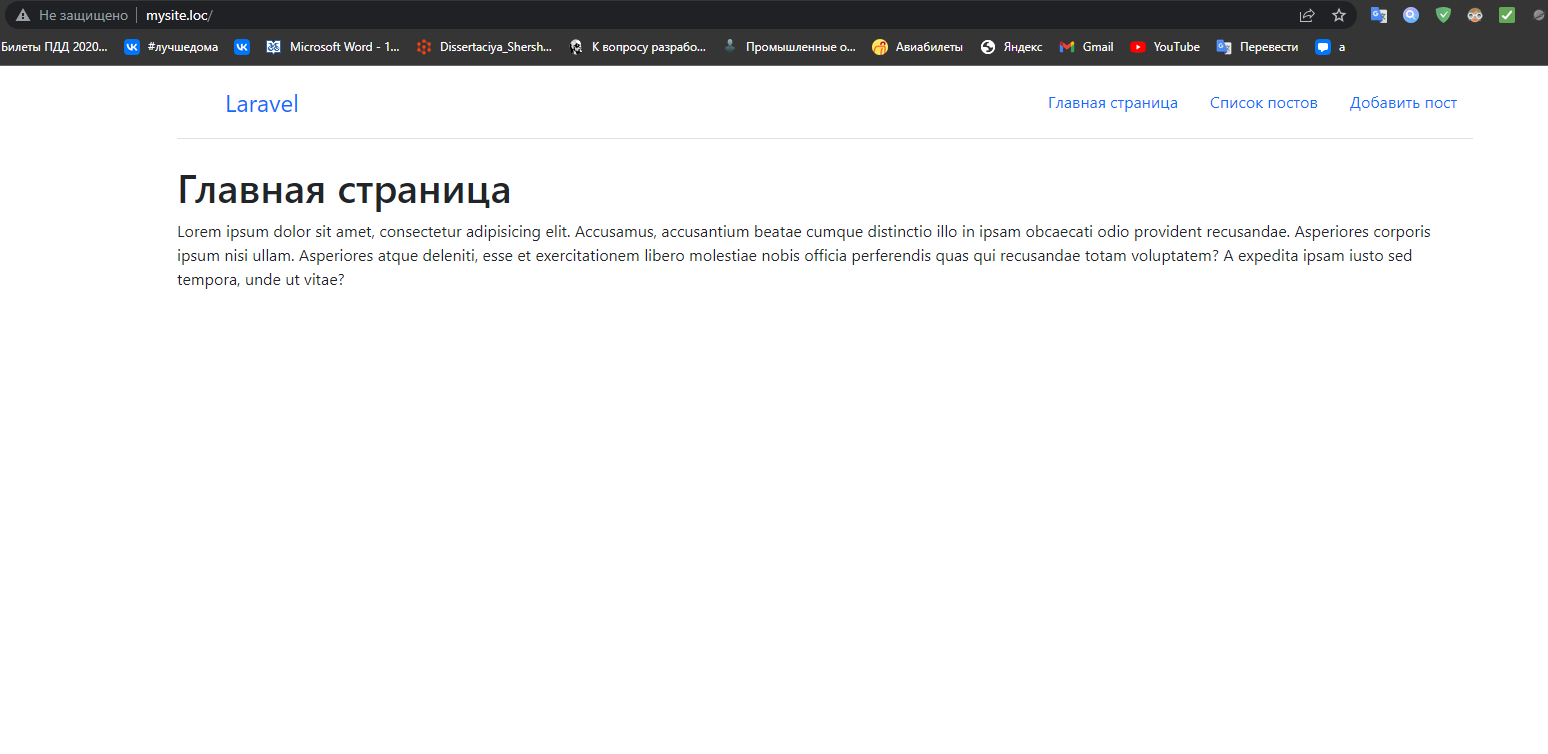 Не защищено mysite.loc/
Билеты ПДД 2020... #лучшедома Microsoft Word - 1... Dissertaciya_Shersh... К вопросу разрабо... Промышленные о... Авиабилеты Яндекс Gmail YouTube Перевести a
Laravel Главная страница Список постов Добавить пост
Главная страница
Lorem ipsum dolor sit amet, consectetur adipisicing elit. Accusamus, accusantium beatae cumque distinctio illo in ipsam obcaecati odio provident recusandae. Asperiores corporis
ipsum nisi ullam. Asperiores atque deleniti, esse et exercitationem libero molestiae nobis officia perferendis quas qui recusandae totam voluptatem? A expedita ipsam iusto sed
tempora, unde ut vitae?